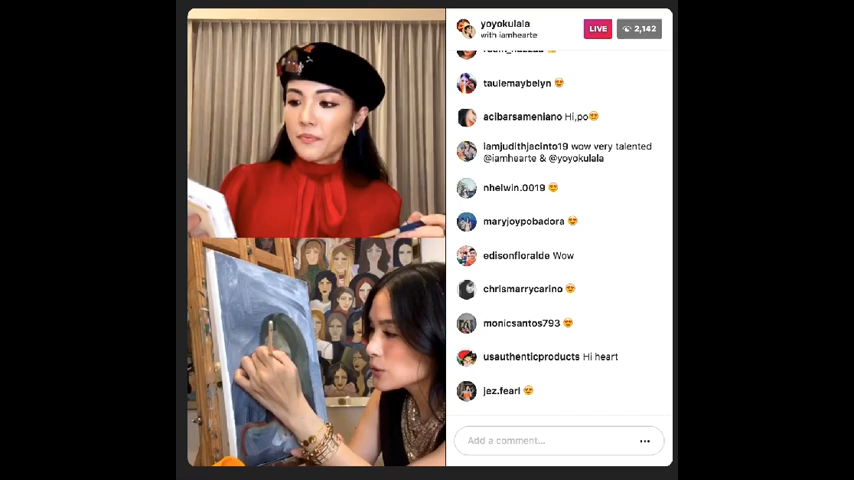 yoyokulala
with iamhearte
LIVE
2,142
taulemaybelyn 😍
acibarsameniano Hi,po😍
iamjudithjacinto19 wow very talented
@iamhearte & @yoyokulala
nhelwin.0019 😍
maryjoypobadora 😍
edisonfloralde Wow
chrismarrycarino 😍
monicsantos793 😍
usauthenticproducts Hi heart
jez.fearl 😍
Add a comment...